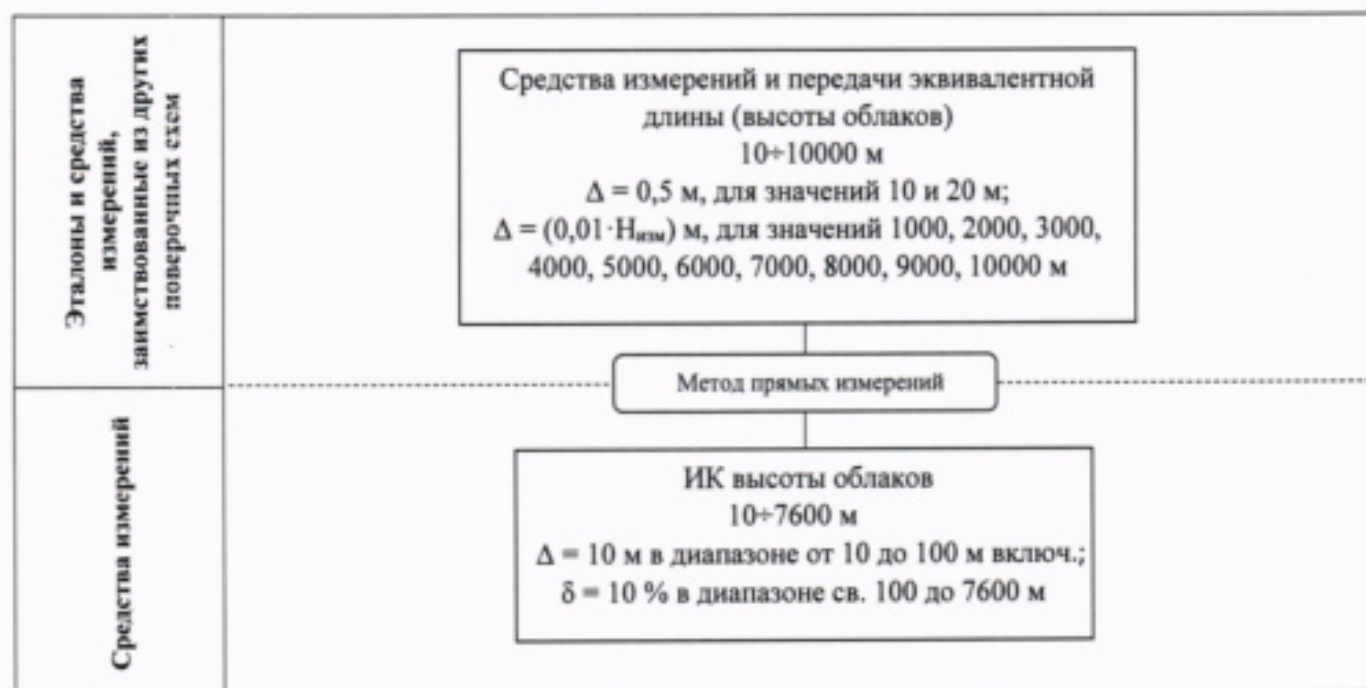 Эталоны и средства
измерений,
заимствованные из других
поверочных схем
Средства измерений и передачи эквивалентной
длины (высоты облаков)
10÷10000 м
Δ = 0,5 м, для значений 10 и 20 м;
Δ = (0,01·Hизм) м, для значений 1000, 2000, 3000,
4000, 5000, 6000, 7000, 8000, 9000, 10000 м
Метод прямых измерений
Средства измерений
ИК высоты облаков
10÷7600 м
Δ = 10 м в диапазоне от 10 до 100 м включ.;
δ = 10 % в диапазоне св. 100 до 7600 м